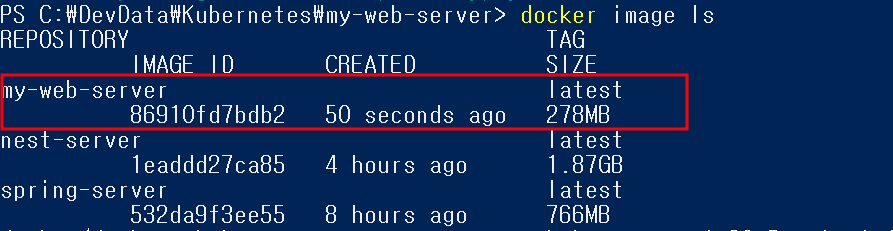 PS C:₩DevData₩Kubernetes₩my-web-server> docker image ls
REPOSITORY TAG
IMAGE ID CREATED SIZE
my-web-server latest
86910fd7bdb2 50 seconds ago 278MB
nest-server latest
1eaddd27ca85 4 hours ago 1.87GB
spring-server latest
532da9f3ee55 8 hours ago 766MB